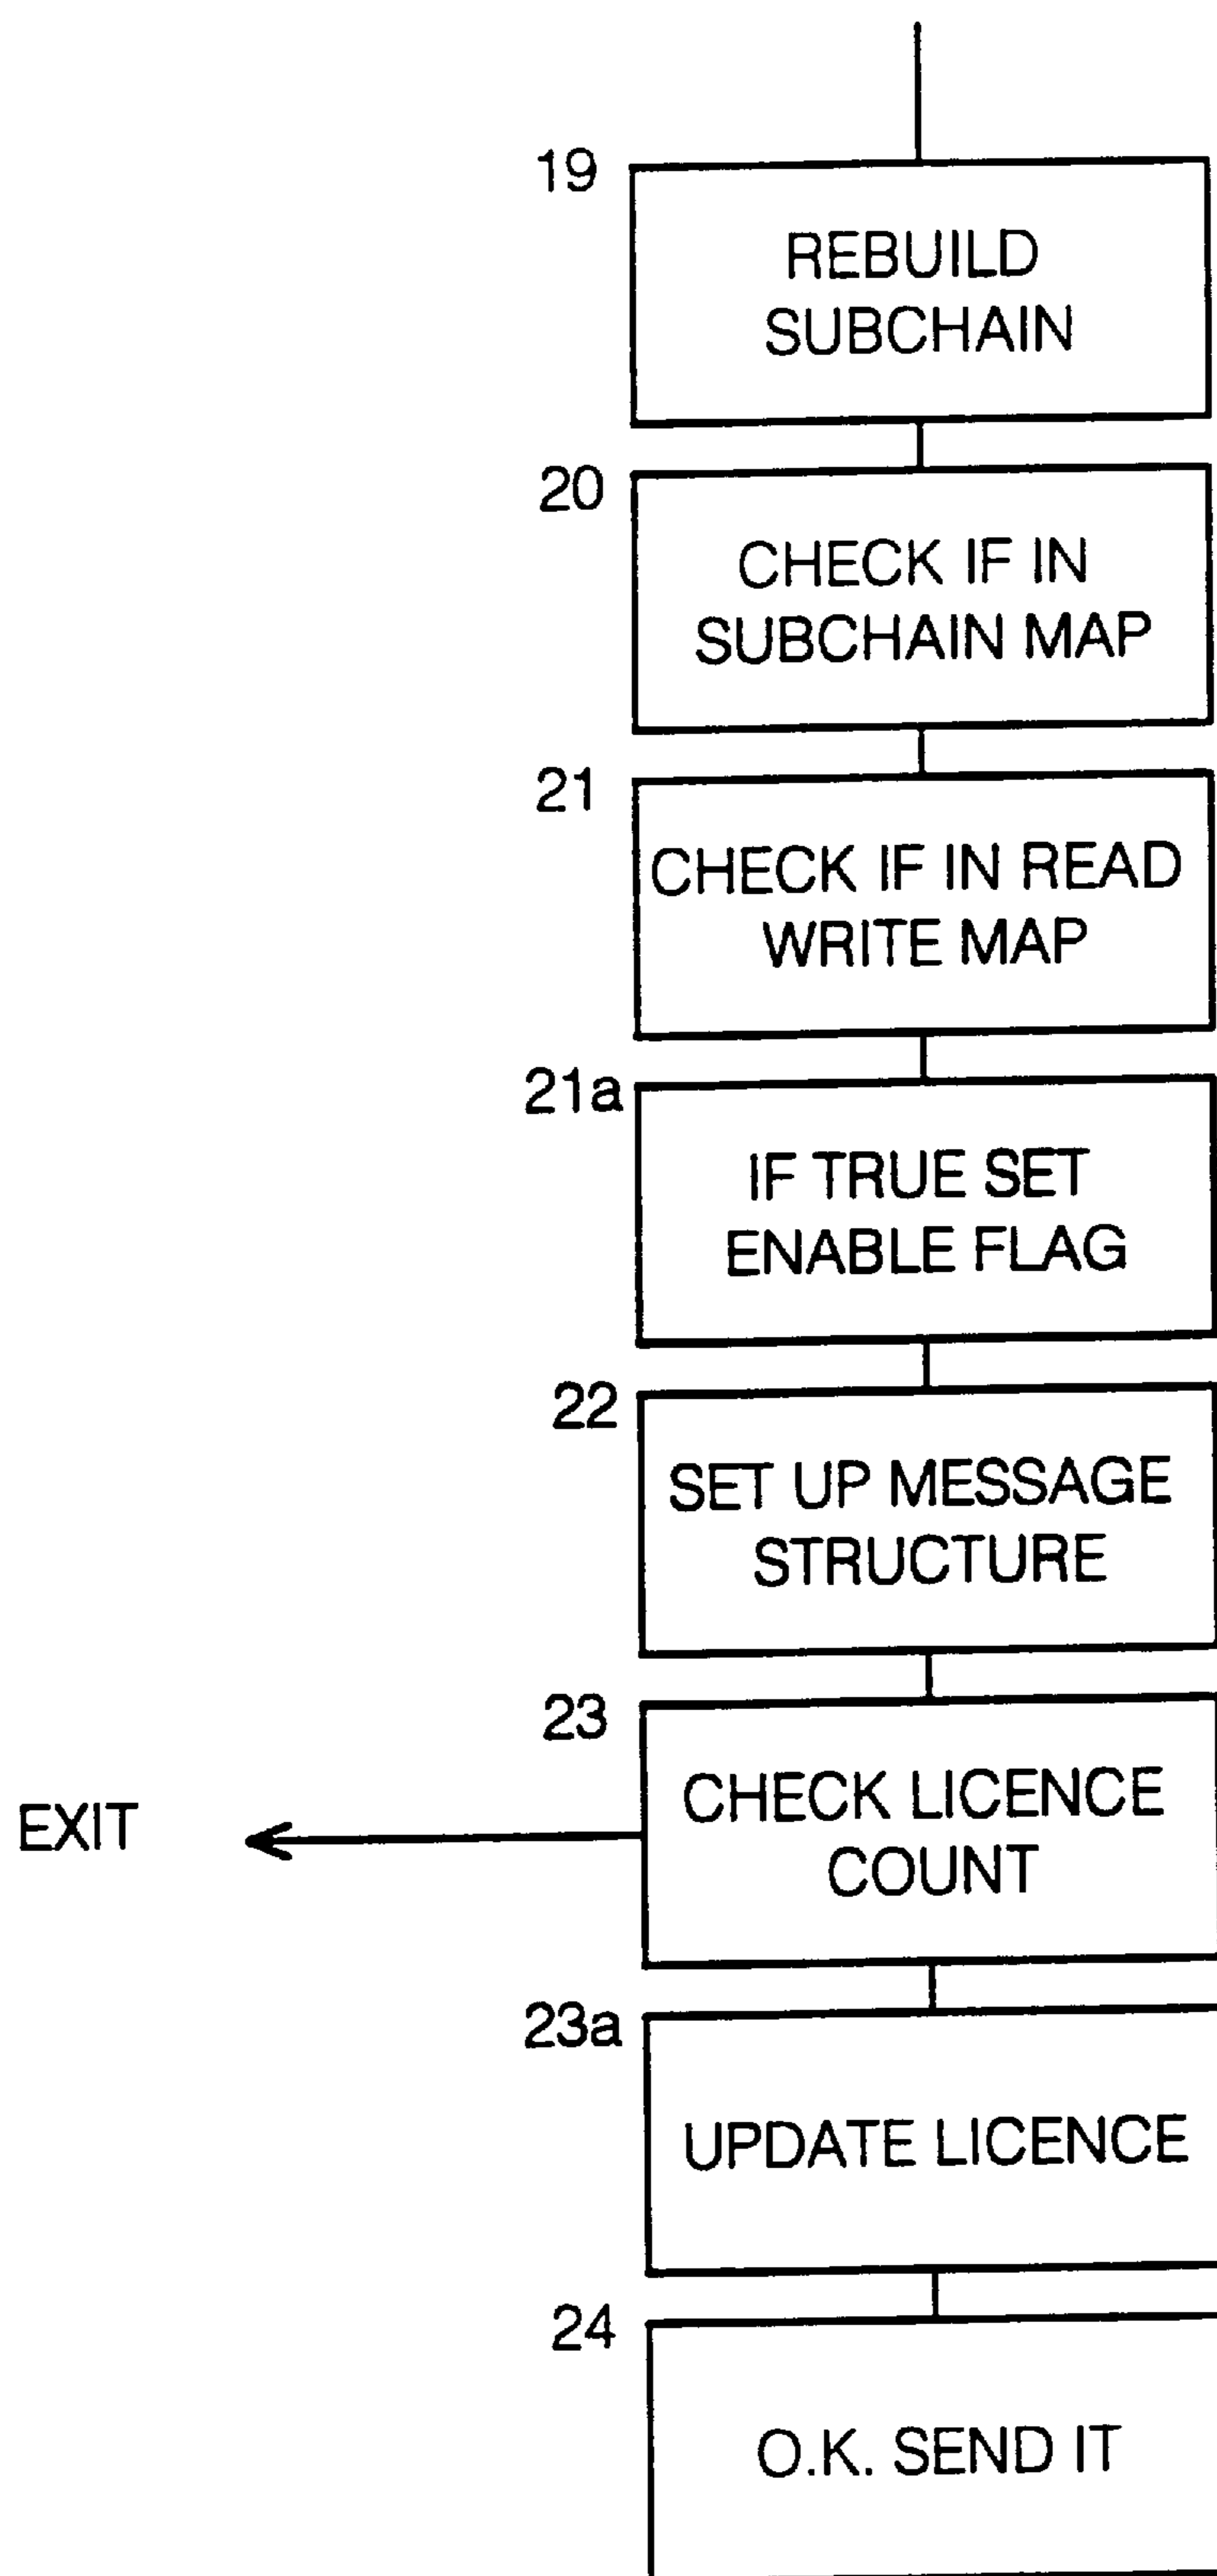 19
REBUILD
SUBCHAIN
20
CHECK IF IN
SUBCHAIN MAP
21
CHECK IF IN READ
WRITE MAP
21a
IF TRUE SET
ENABLE FLAG
22
SET UP MESSAGE
STRUCTURE
23
CHECK LICENCE
COUNT
EXIT
23a
UPDATE LICENCE
24
O.K. SEND IT